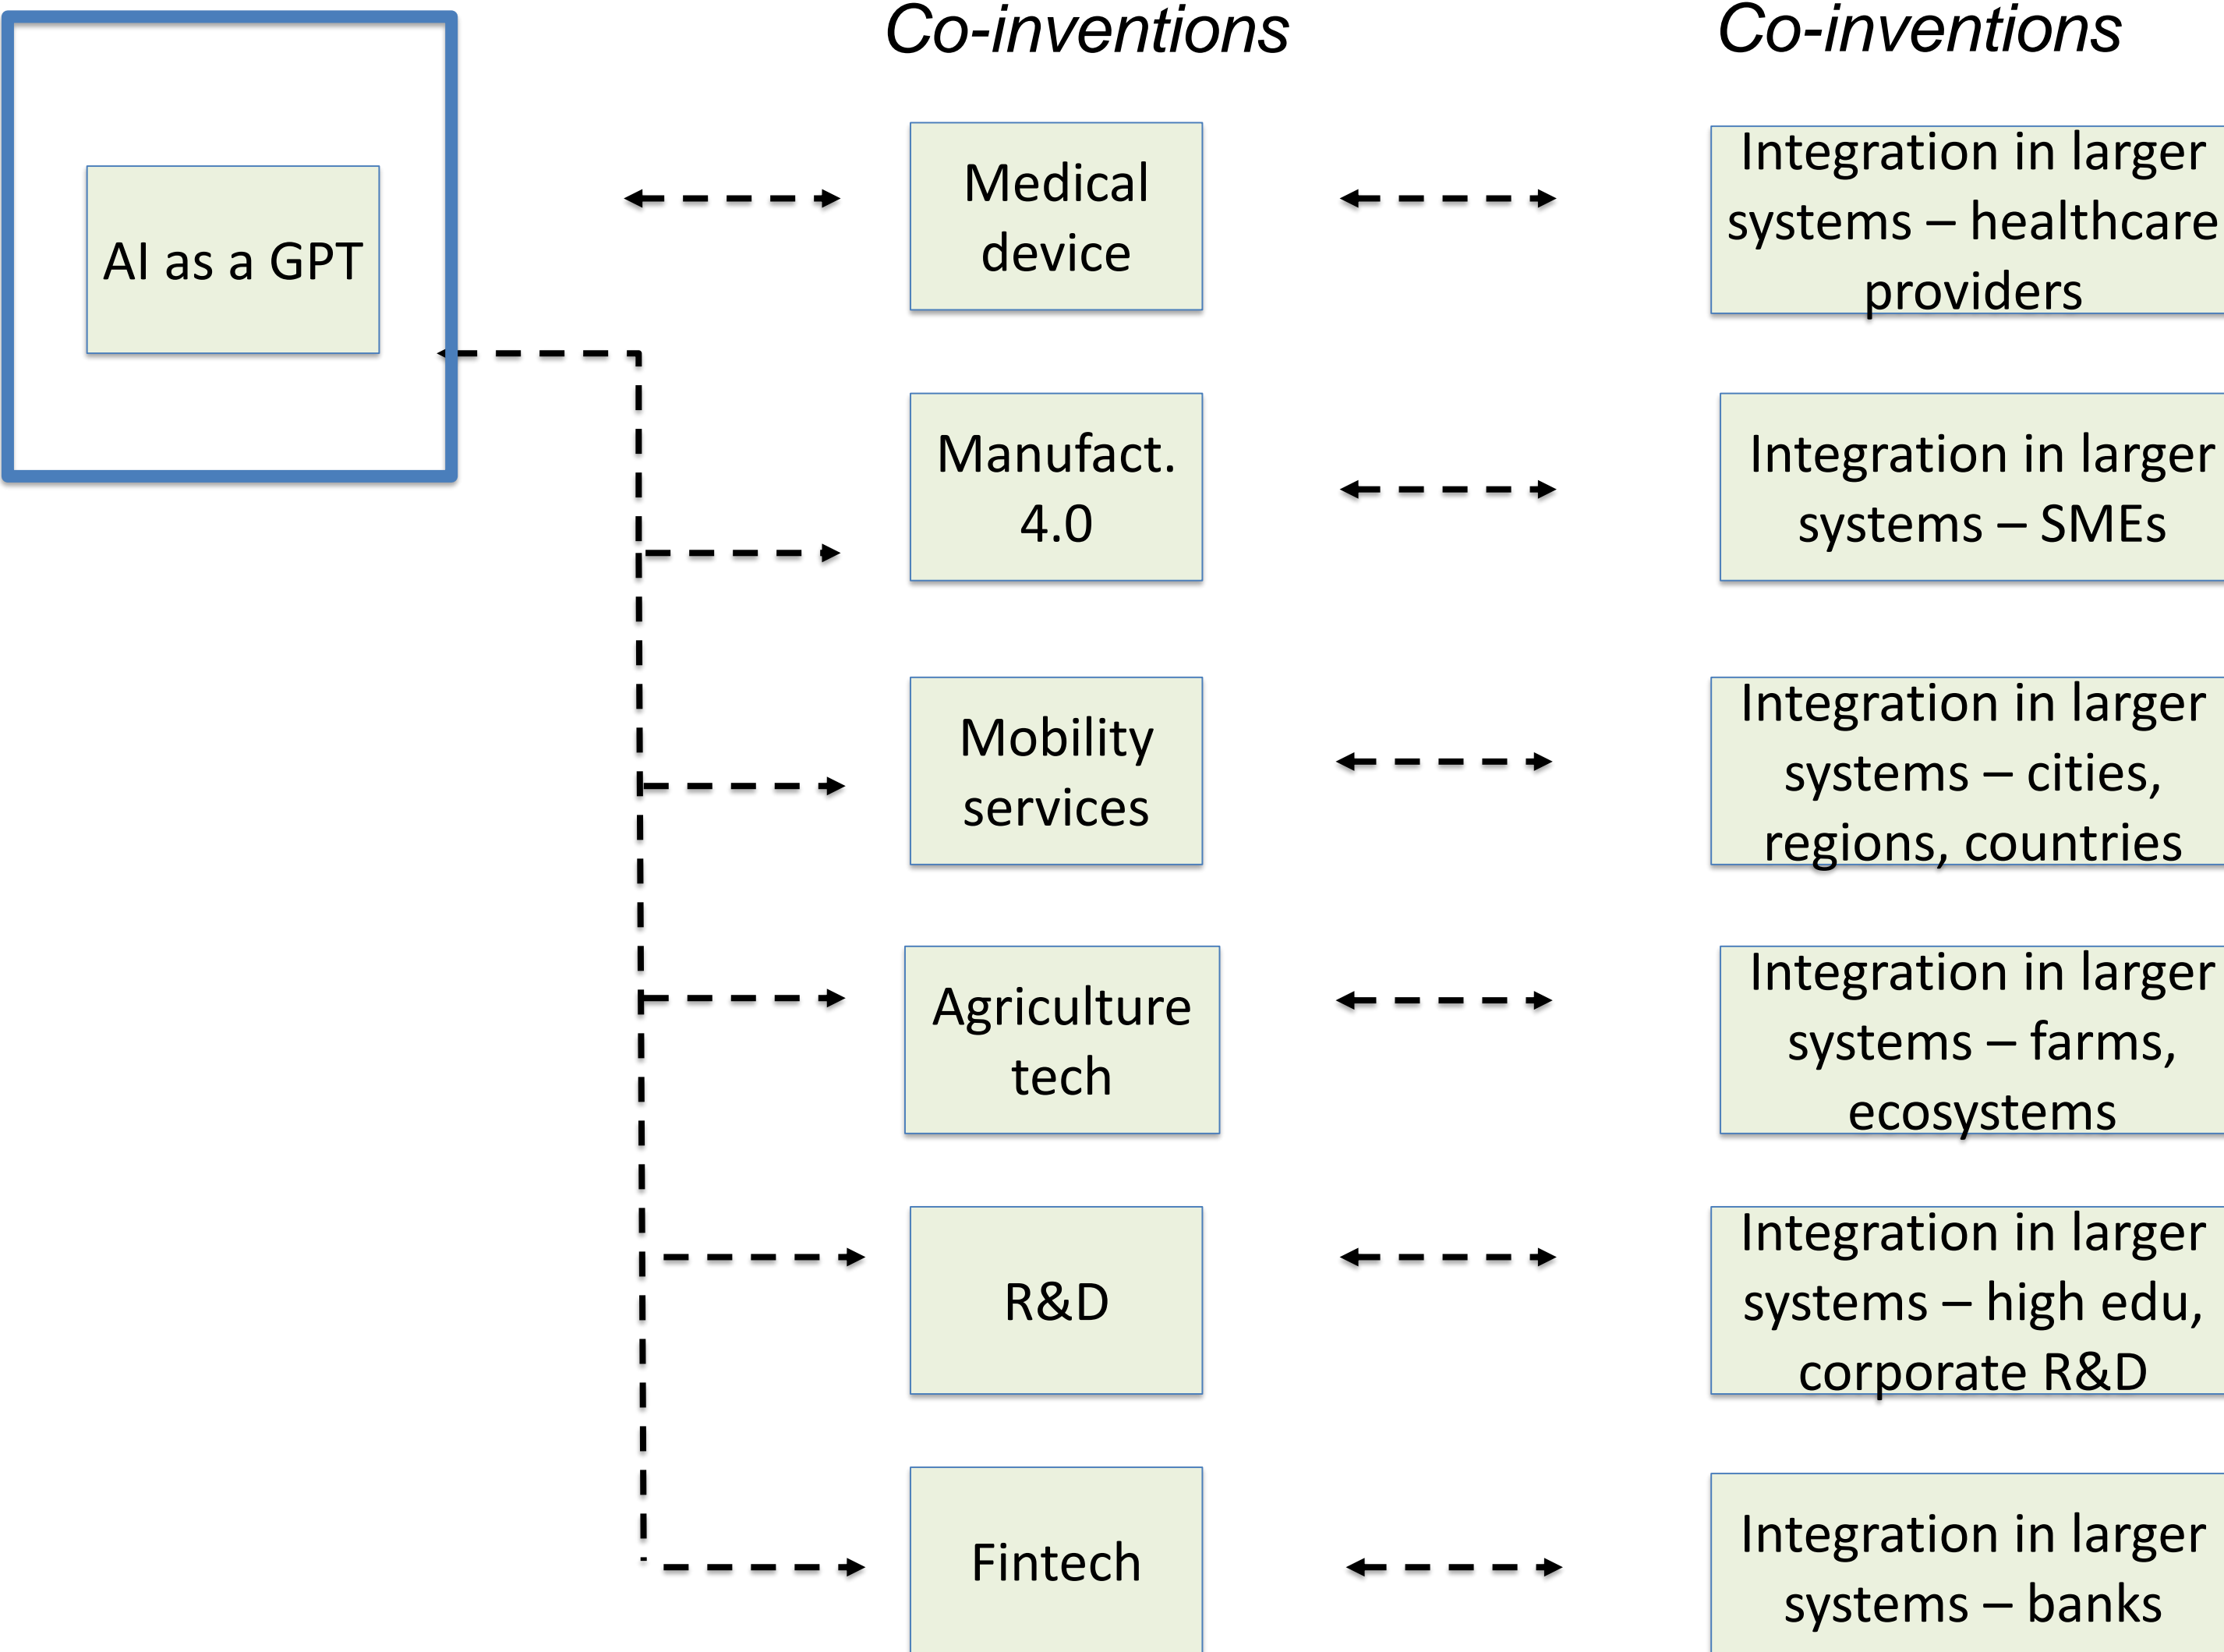 Co-inventions
Co-inventions
AI as a GPT
Medical
device
Integration in larger
systems – healthcare
providers
Manufact.
4.0
Integration in larger
systems – SMEs
Mobility
services
Integration in larger
systems – cities,
regions, countries
Agriculture
tech
Integration in larger
systems – farms,
ecosystems
R&D
Integration in larger
systems – high edu,
corporate R&D
Fintech
Integration in larger
systems – banks